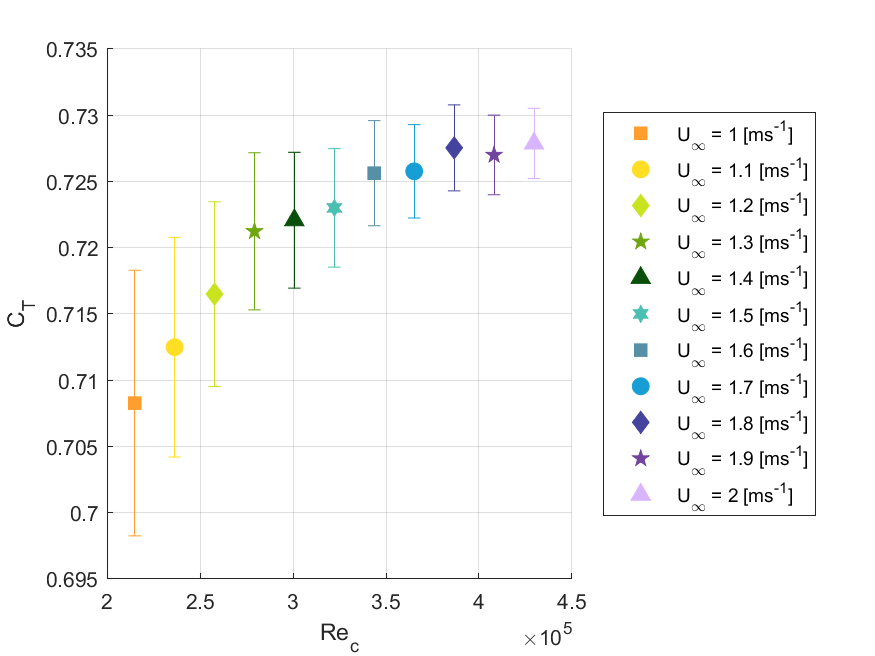 0.735
0.73
0.725
0.72
0.715
0.71
0.705
0.7
0.695
C_T
2 2.5 3 3.5 4 4.5
Re_c
×10^5
U_∞ = 1 [ms^-1]
U_∞ = 1.1 [ms^-1]
U_∞ = 1.2 [ms^-1]
U_∞ = 1.3 [ms^-1]
U_∞ = 1.4 [ms^-1]
U_∞ = 1.5 [ms^-1]
U_∞ = 1.6 [ms^-1]
U_∞ = 1.7 [ms^-1]
U_∞ = 1.8 [ms^-1]
U_∞ = 1.9 [ms^-1]
U_∞ = 2 [ms^-1]